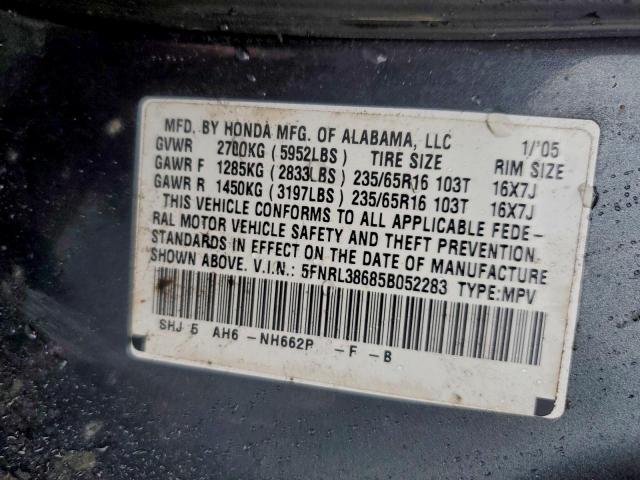 MFD. BY HONDA MFG. OF ALABAMA, LLC 1/'05
GVWR 2700KG (5952LBS) TIRE SIZE RIM SIZE
GAWR F 1285KG (2833LBS) 235/65R16 103T 16X7J
GAWR R 1450KG (3197LBS) 235/65R16 103T 16X7J
THIS VEHICLE CONFORMS TO ALL APPLICABLE FEDE-
RAL MOTOR VEHICLE SAFETY AND THEFT PREVENTION
STANDARDS IN EFFECT ON THE DATE OF MANUFACTURE
SHOWN ABOVE. V.I.N.: 5FNRL38685B052283 TYPE:MPV
SHJ 5 AH6 -NH662P -F -B